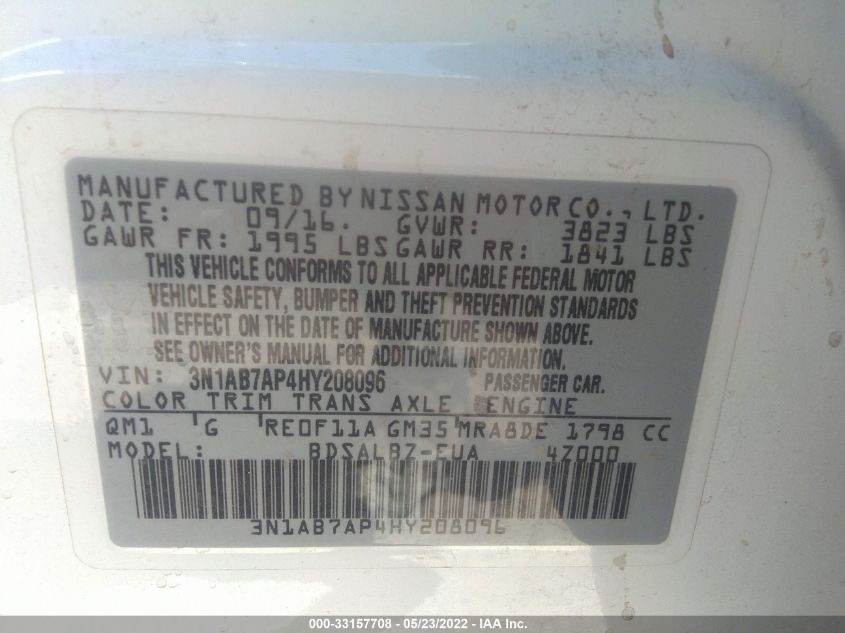 MANUFACTURED BY NISSAN MOTOR CO., LTD.
DATE: 09/16. GVWR: 3823 LBS
GAWR FR: 1995 LBS GAWR RR: 1841 LBS
THIS VEHICLE CONFORMS TO ALL APPLICABLE FEDERAL MOTOR
VEHICLE SAFETY, BUMPER AND THEFT PREVENTION STANDARDS
IN EFFECT ON THE DATE OF MANUFACTURE SHOWN ABOVE.
SEE OWNER'S MANUAL FOR ADDITIONAL INFORMATION.
VIN: 3N1AB7AP4HY208096 PASSENGER CAR.
COLOR TRIM TRANS AXLE ENGINE
QM1 G RE0F11A GM35 MRA8DE 1798 CC
MODEL: BDSALBZ-EUA 4Z000
3N1AB7AP4HY208096
000-33157708 - 05/23/2022 - IAA Inc.